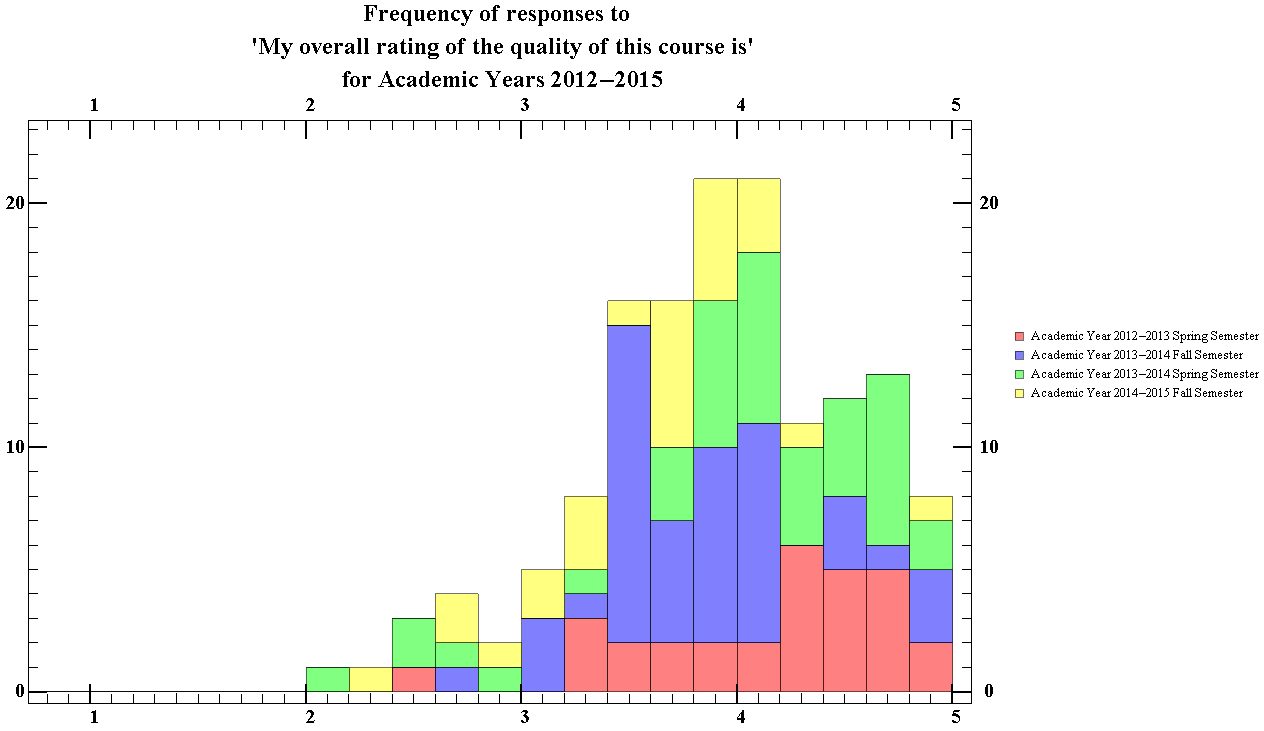 Frequency of responses to
'My overall rating of the quality of this course is'
for Academic Years 2012–2015
1 2 3 4 5
20 20
10 10
0 0
1 2 3 4 5
Academic Year 2012–2013 Spring Semester
Academic Year 2013–2014 Fall Semester
Academic Year 2013–2014 Spring Semester
Academic Year 2014–2015 Fall Semester